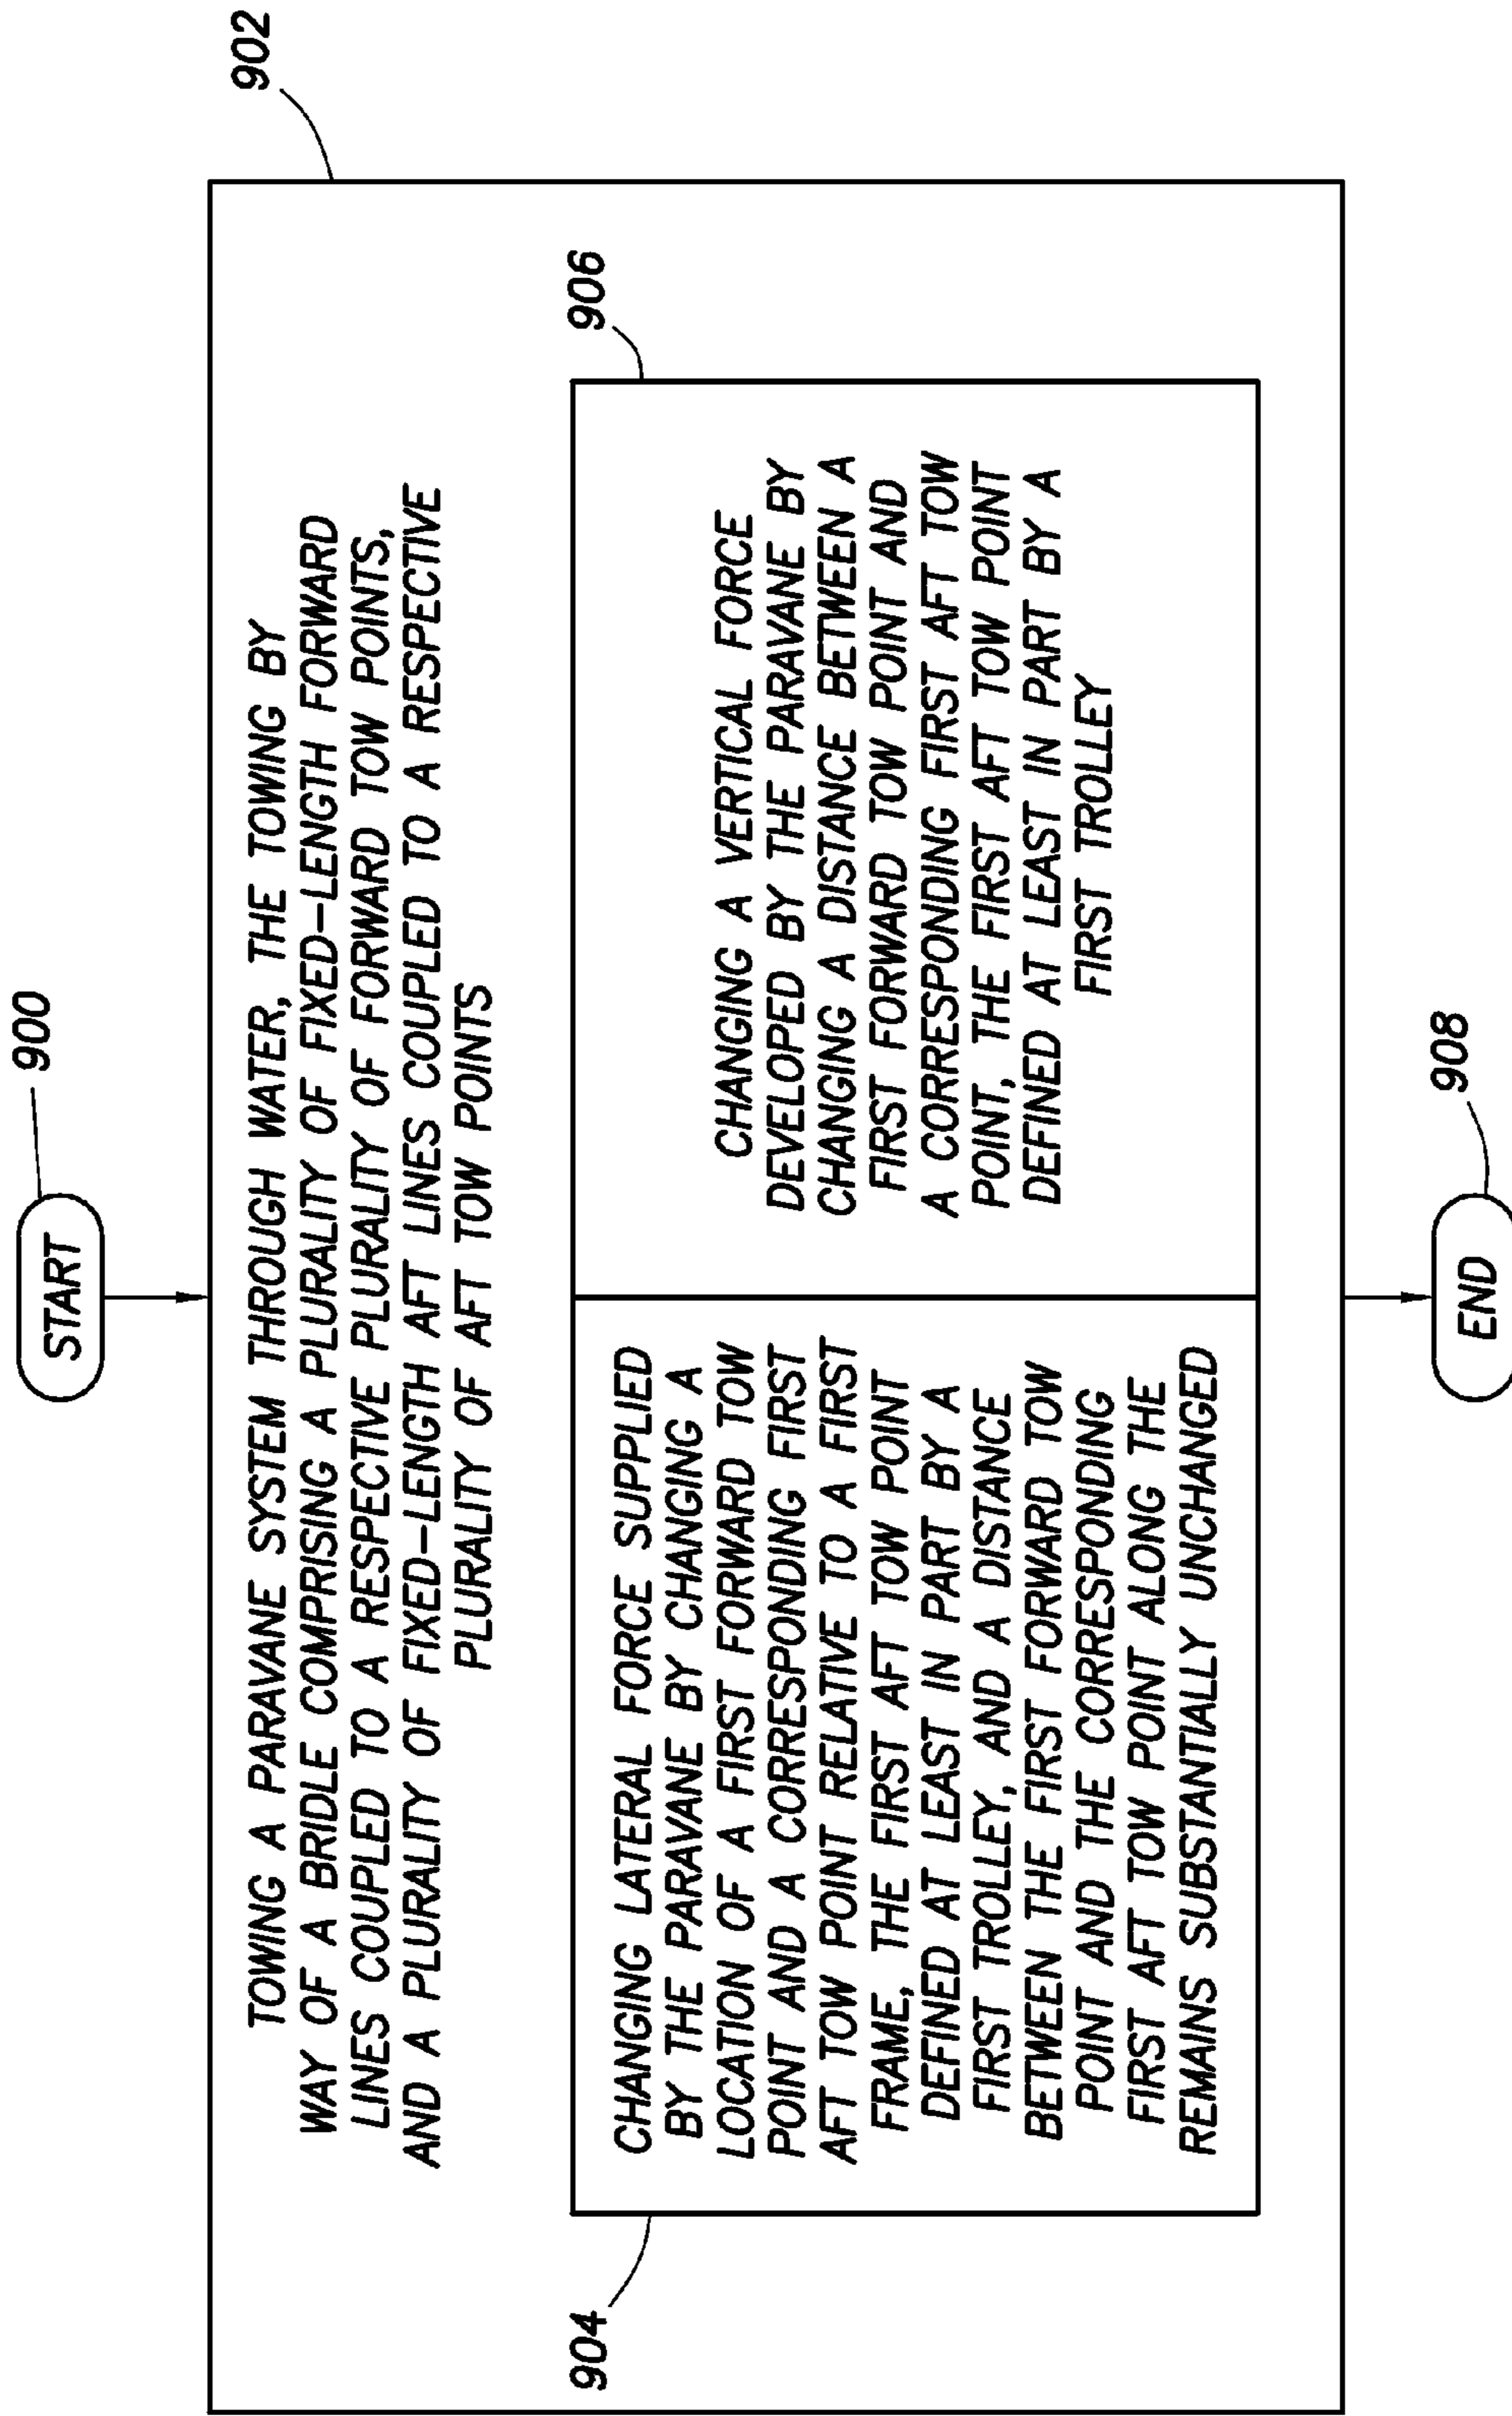 900
START
902
TOWING A PARAVANE SYSTEM THROUGH WATER, THE TOWING BY
WAY OF A BRIDLE COMPRISING A PLURALITY OF FIXED-LENGTH FORWARD
LINES COUPLED TO A RESPECTIVE PLURALITY OF FORWARD TOW POINTS,
AND A PLURALITY OF FIXED-LENGTH AFT LINES COUPLED TO A RESPECTIVE
PLURALITY OF AFT TOW POINTS
904
CHANGING LATERAL FORCE SUPPLIED
BY THE PARAVANE BY CHANGING A
LOCATION OF A FIRST FORWARD TOW
POINT AND A CORRESPONDING FIRST
AFT TOW POINT RELATIVE TO A FIRST
FRAME, THE FIRST AFT TOW POINT
DEFINED AT LEAST IN PART BY A
FIRST TROLLEY, AND A DISTANCE
BETWEEN THE FIRST FORWARD TOW
POINT AND THE CORRESPONDING
FIRST AFT TOW POINT ALONG THE
REMAINS SUBSTANTIALLY UNCHANGED
906
CHANGING A VERTICAL FORCE
DEVELOPED BY THE PARAVANE BY
CHANGING A DISTANCE BETWEEN A
FIRST FORWARD TOW POINT AND
A CORRESPONDING FIRST AFT TOW
POINT, THE FIRST AFT TOW POINT
DEFINED AT LEAST IN PART BY A
FIRST TROLLEY
908
END